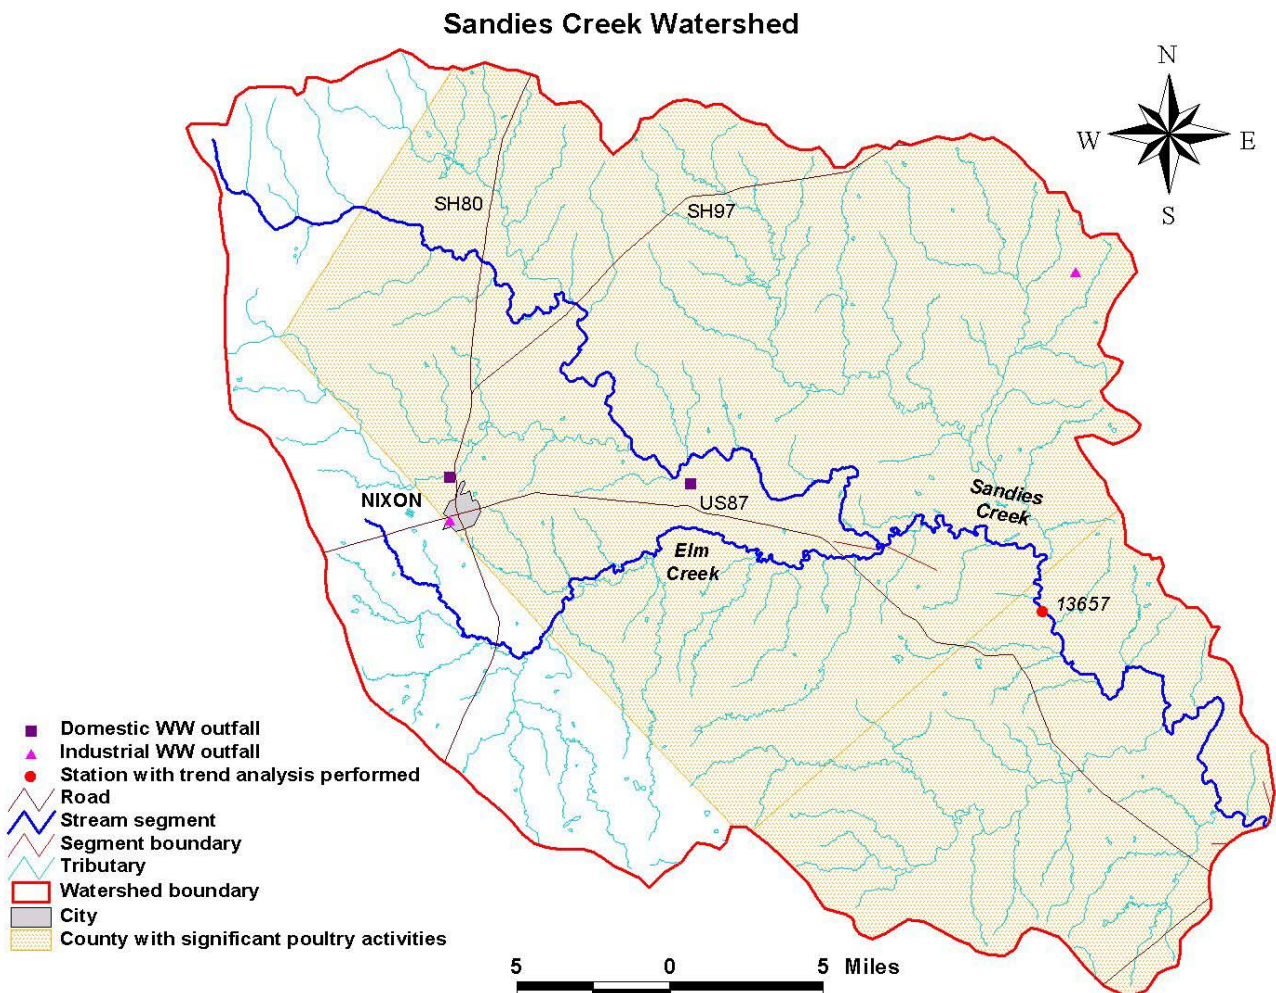 Sandies Creek Watershed
N
W
E
S
SH80
SH97
NIXON
US87
Sandies
Creek
Elm
Creek
13657
Domestic WW outfall
Industrial WW outfall
Station with trend analysis performed
Road
Stream segment
Segment boundary
Tributary
Watershed boundary
City
County with significant poultry activities
5 0 5 Miles